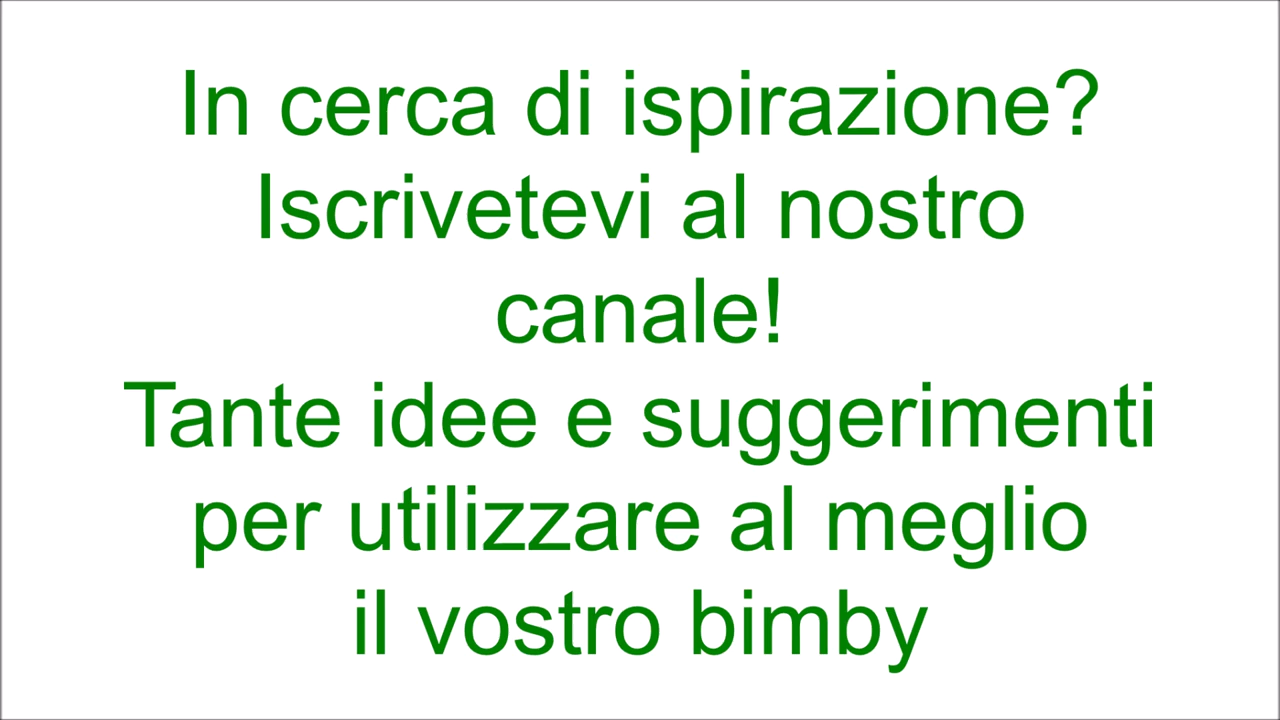 In cerca di ispirazione?
Iscrivetevi al nostro
canale!
Tante idee e suggerimenti
per utilizzare al meglio
il vostro bimby